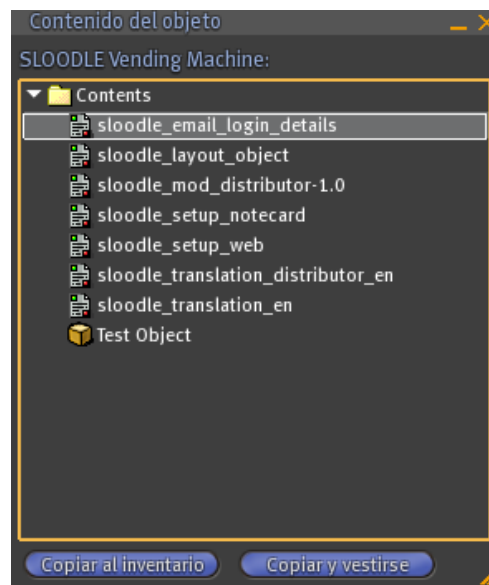 Contenido del objeto
SLOODLE Vending Machine:
Contents
sloodle_email_login_details
sloodle_layout_object
sloodle_mod_distributor-1.0
sloodle_setup_notecard
sloodle_setup_web
sloodle_translation_distributor_en
sloodle_translation_en
Test Object
Copiar al inventario Copiar y vestirse